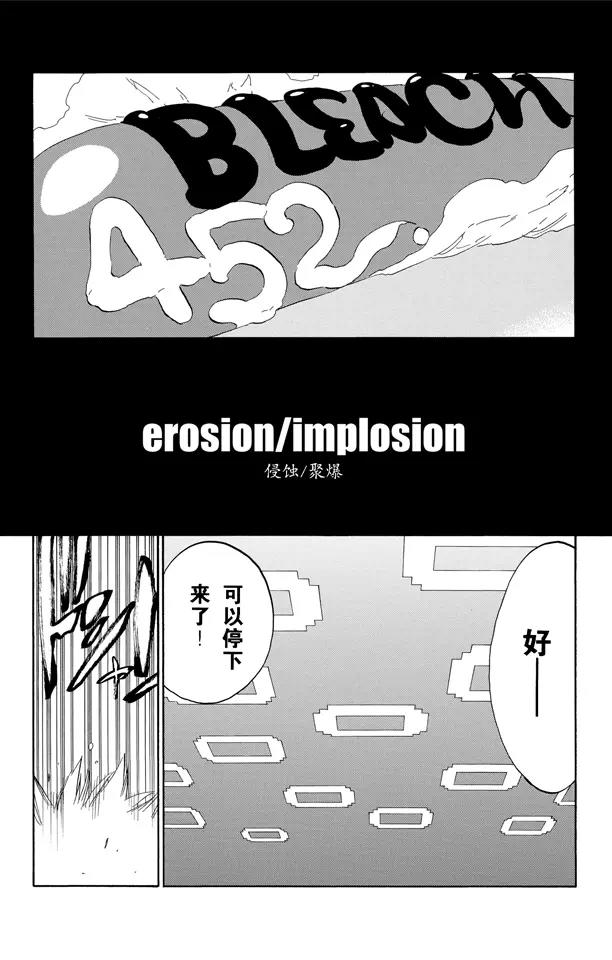 BLEACH
452.
erosion/implosion
侵蚀/聚爆
好——
可以停下
来了！